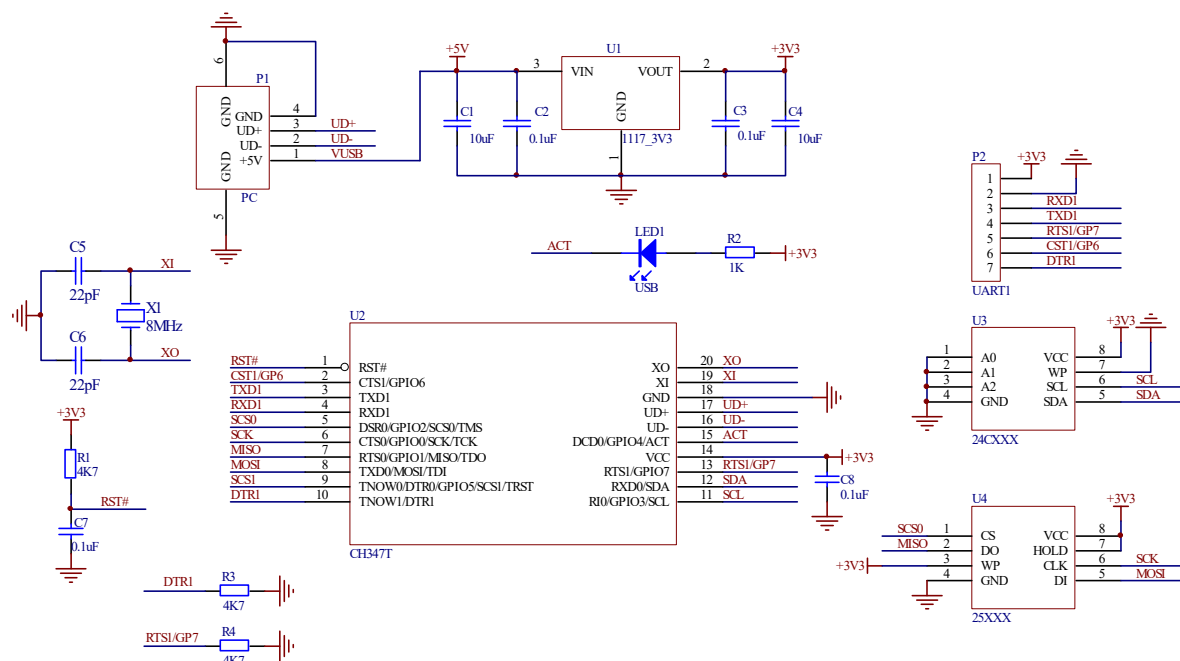 P1
6
GND
GND 4
UD+ 3 UD+
UD- 2 UD-
+5V 1 VUSB
GND
PC
5
+5V
U1
+3V3
3 VIN VOUT 2
GND
1
1117_3V3
C1
10uF
C2
0.1uF
C3
0.1uF
C4
10uF
ACT
LED1
USB
R2
1K
+3V3
P2
+3V3
1
2
3 RXD1
4 TXD1
5 RTS1/GP7
6 CST1/GP6
7 DTR1
UART1
C5
22pF
XI
X1
8MHz
C6
22pF
XO
+3V3
R1
4K7
RST#
C7
0.1uF
U2
RST# 1 RST#
CST1/GP6 2 CTS1/GPIO6
TXD1 3 TXD1
RXD1 4 RXD1
SCS0 5 DSR0/GPIO2/SCS0/TMS
SCK 6 CTS0/GPIO0/SCK/TCK
MISO 7 RTS0/GPIO1/MISO/TDO
MOSI 8 TXD0/MOSI/TDI
SCS1 9 TNOW0/DTR0/GPIO5/SCS1/TRST
DTR1 10 TNOW1/DTR1
XO 20 XO
XI 19 XI
GND 18
UD+ 17 UD+
UD- 16 UD-
DCD0/GPIO4/ACT 15 ACT
VCC 14 +3V3
RTS1/GPIO7 13 RTS1/GP7
RXD0/SDA 12 SDA
RI0/GPIO3/SCL 11 SCL
CH347T
C8
0.1uF
U3
+3V3
1 A0 VCC 8
2 A1 WP 7
3 A2 SCL 6 SCL
4 GND SDA 5 SDA
24CXXX
U4
+3V3
SCS0 1 CS VCC 8
MISO 2 DO HOLD 7
+3V3 3 WP CLK 6 SCK
4 GND DI 5 MOSI
25XXX
DTR1
R3
4K7
RTS1/GP7
R4
4K7